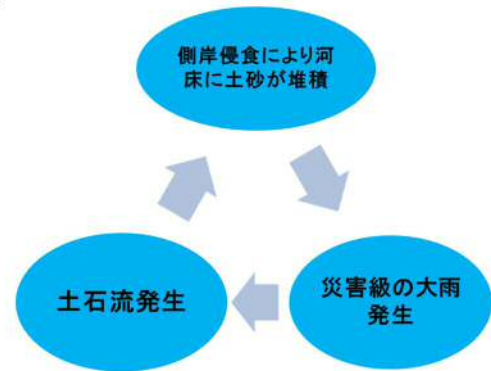 側岸侵食により河
床に土砂が堆積
災害級の大雨
発生
土石流発生